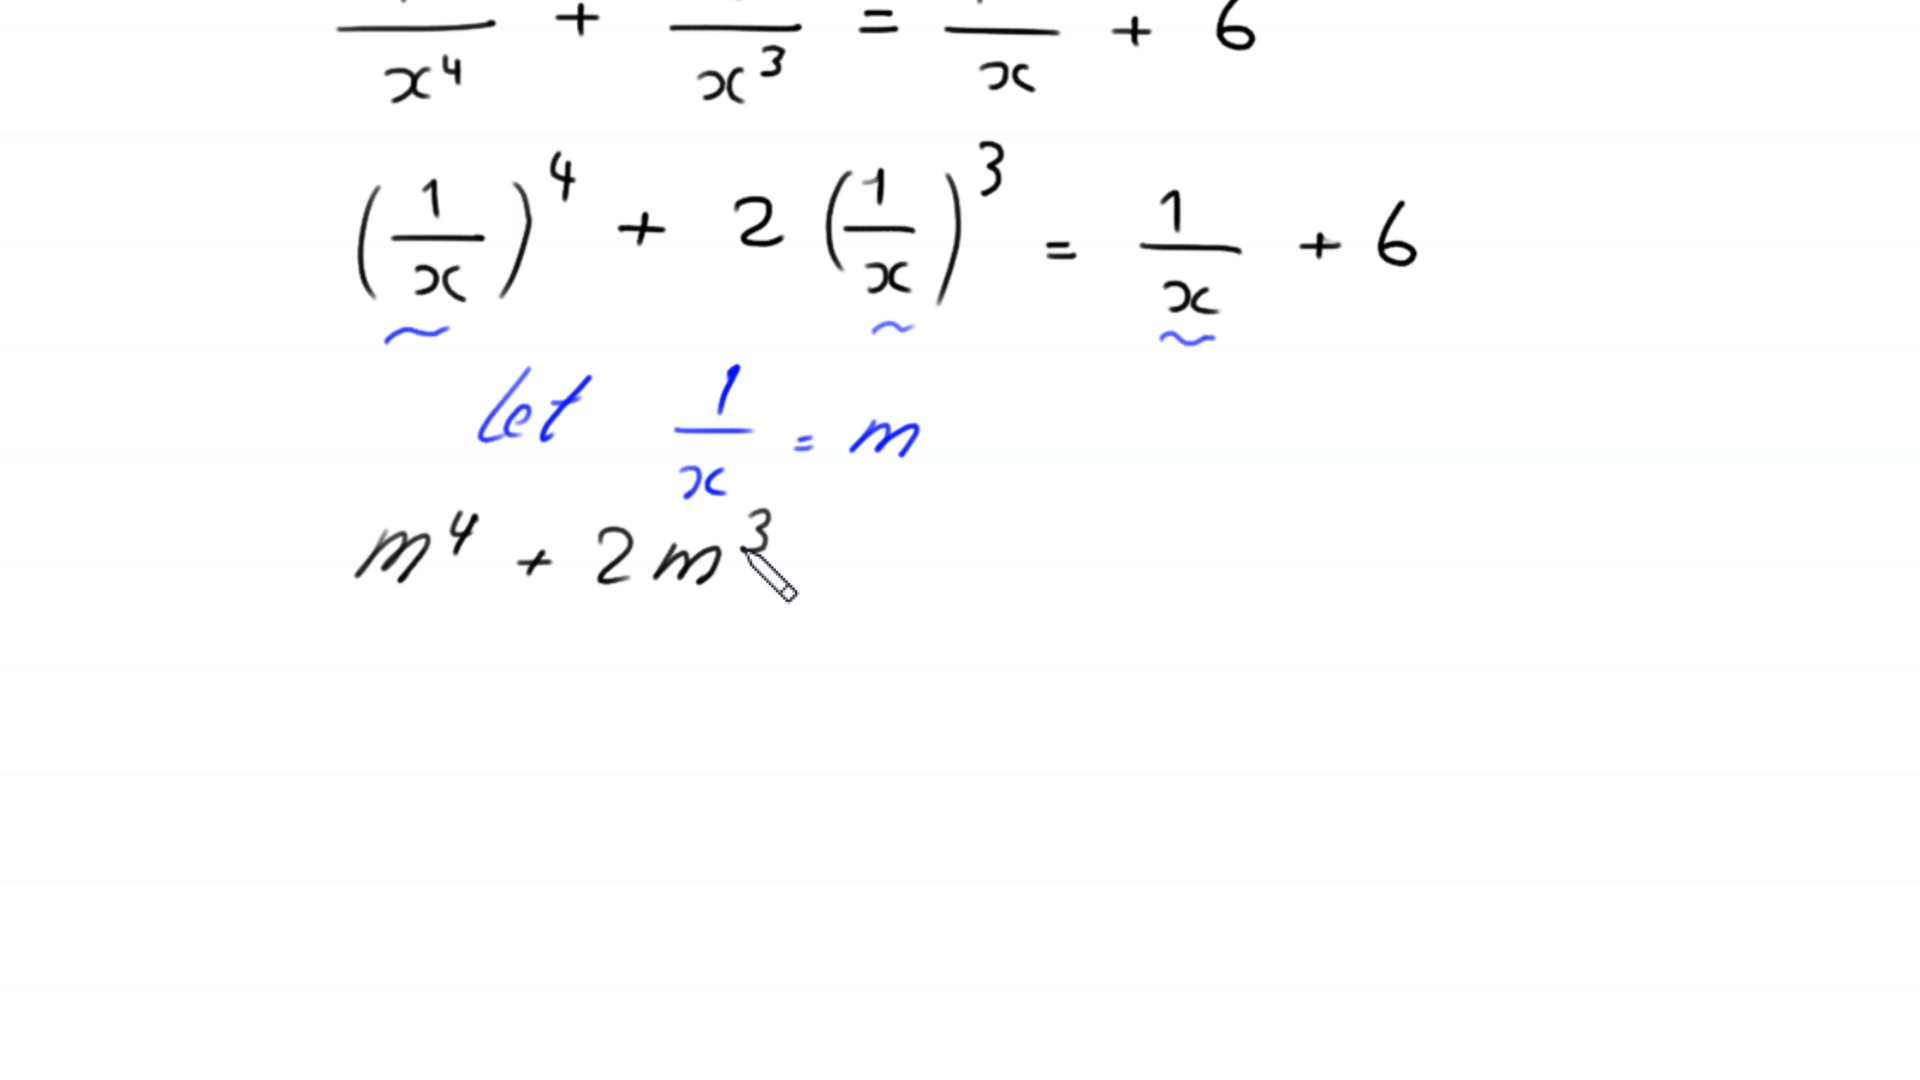 /x⁴ + /x³ = /x + 6
(1/x)⁴ + 2(1/x)³ = 1/x + 6
Let 1/x = m
m⁴ + 2m³